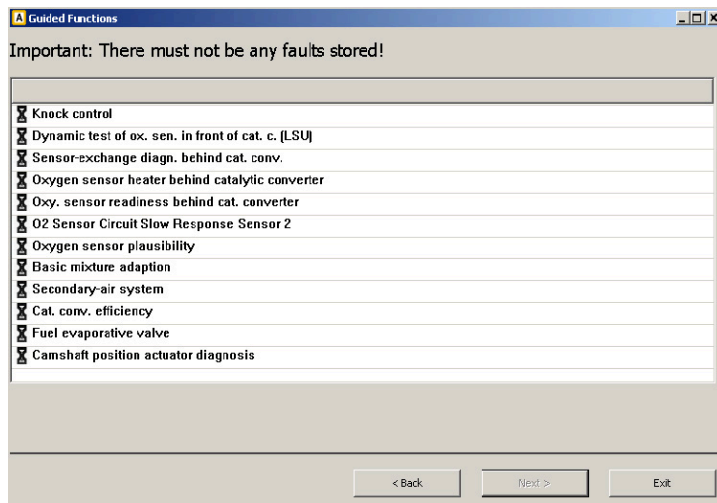 A Guided Functions
Important: There must not be any faults stored!
Knock control
Dynamic test of ox. sen. in front of cat. c. (LSU)
Sensor-exchange diagn. behind cat. conv.
Oxygen sensor heater behind catalytic converter
Oxy. sensor readiness behind cat. converter
O2 Sensor Circuit Slow Response Sensor 2
Oxygen sensor plausibility
Basic mixture adaption
Secondary-air system
Cat. conv. efficiency
Fuel evaporative valve
Camshaft position actuator diagnosis
< Back Next > Exit